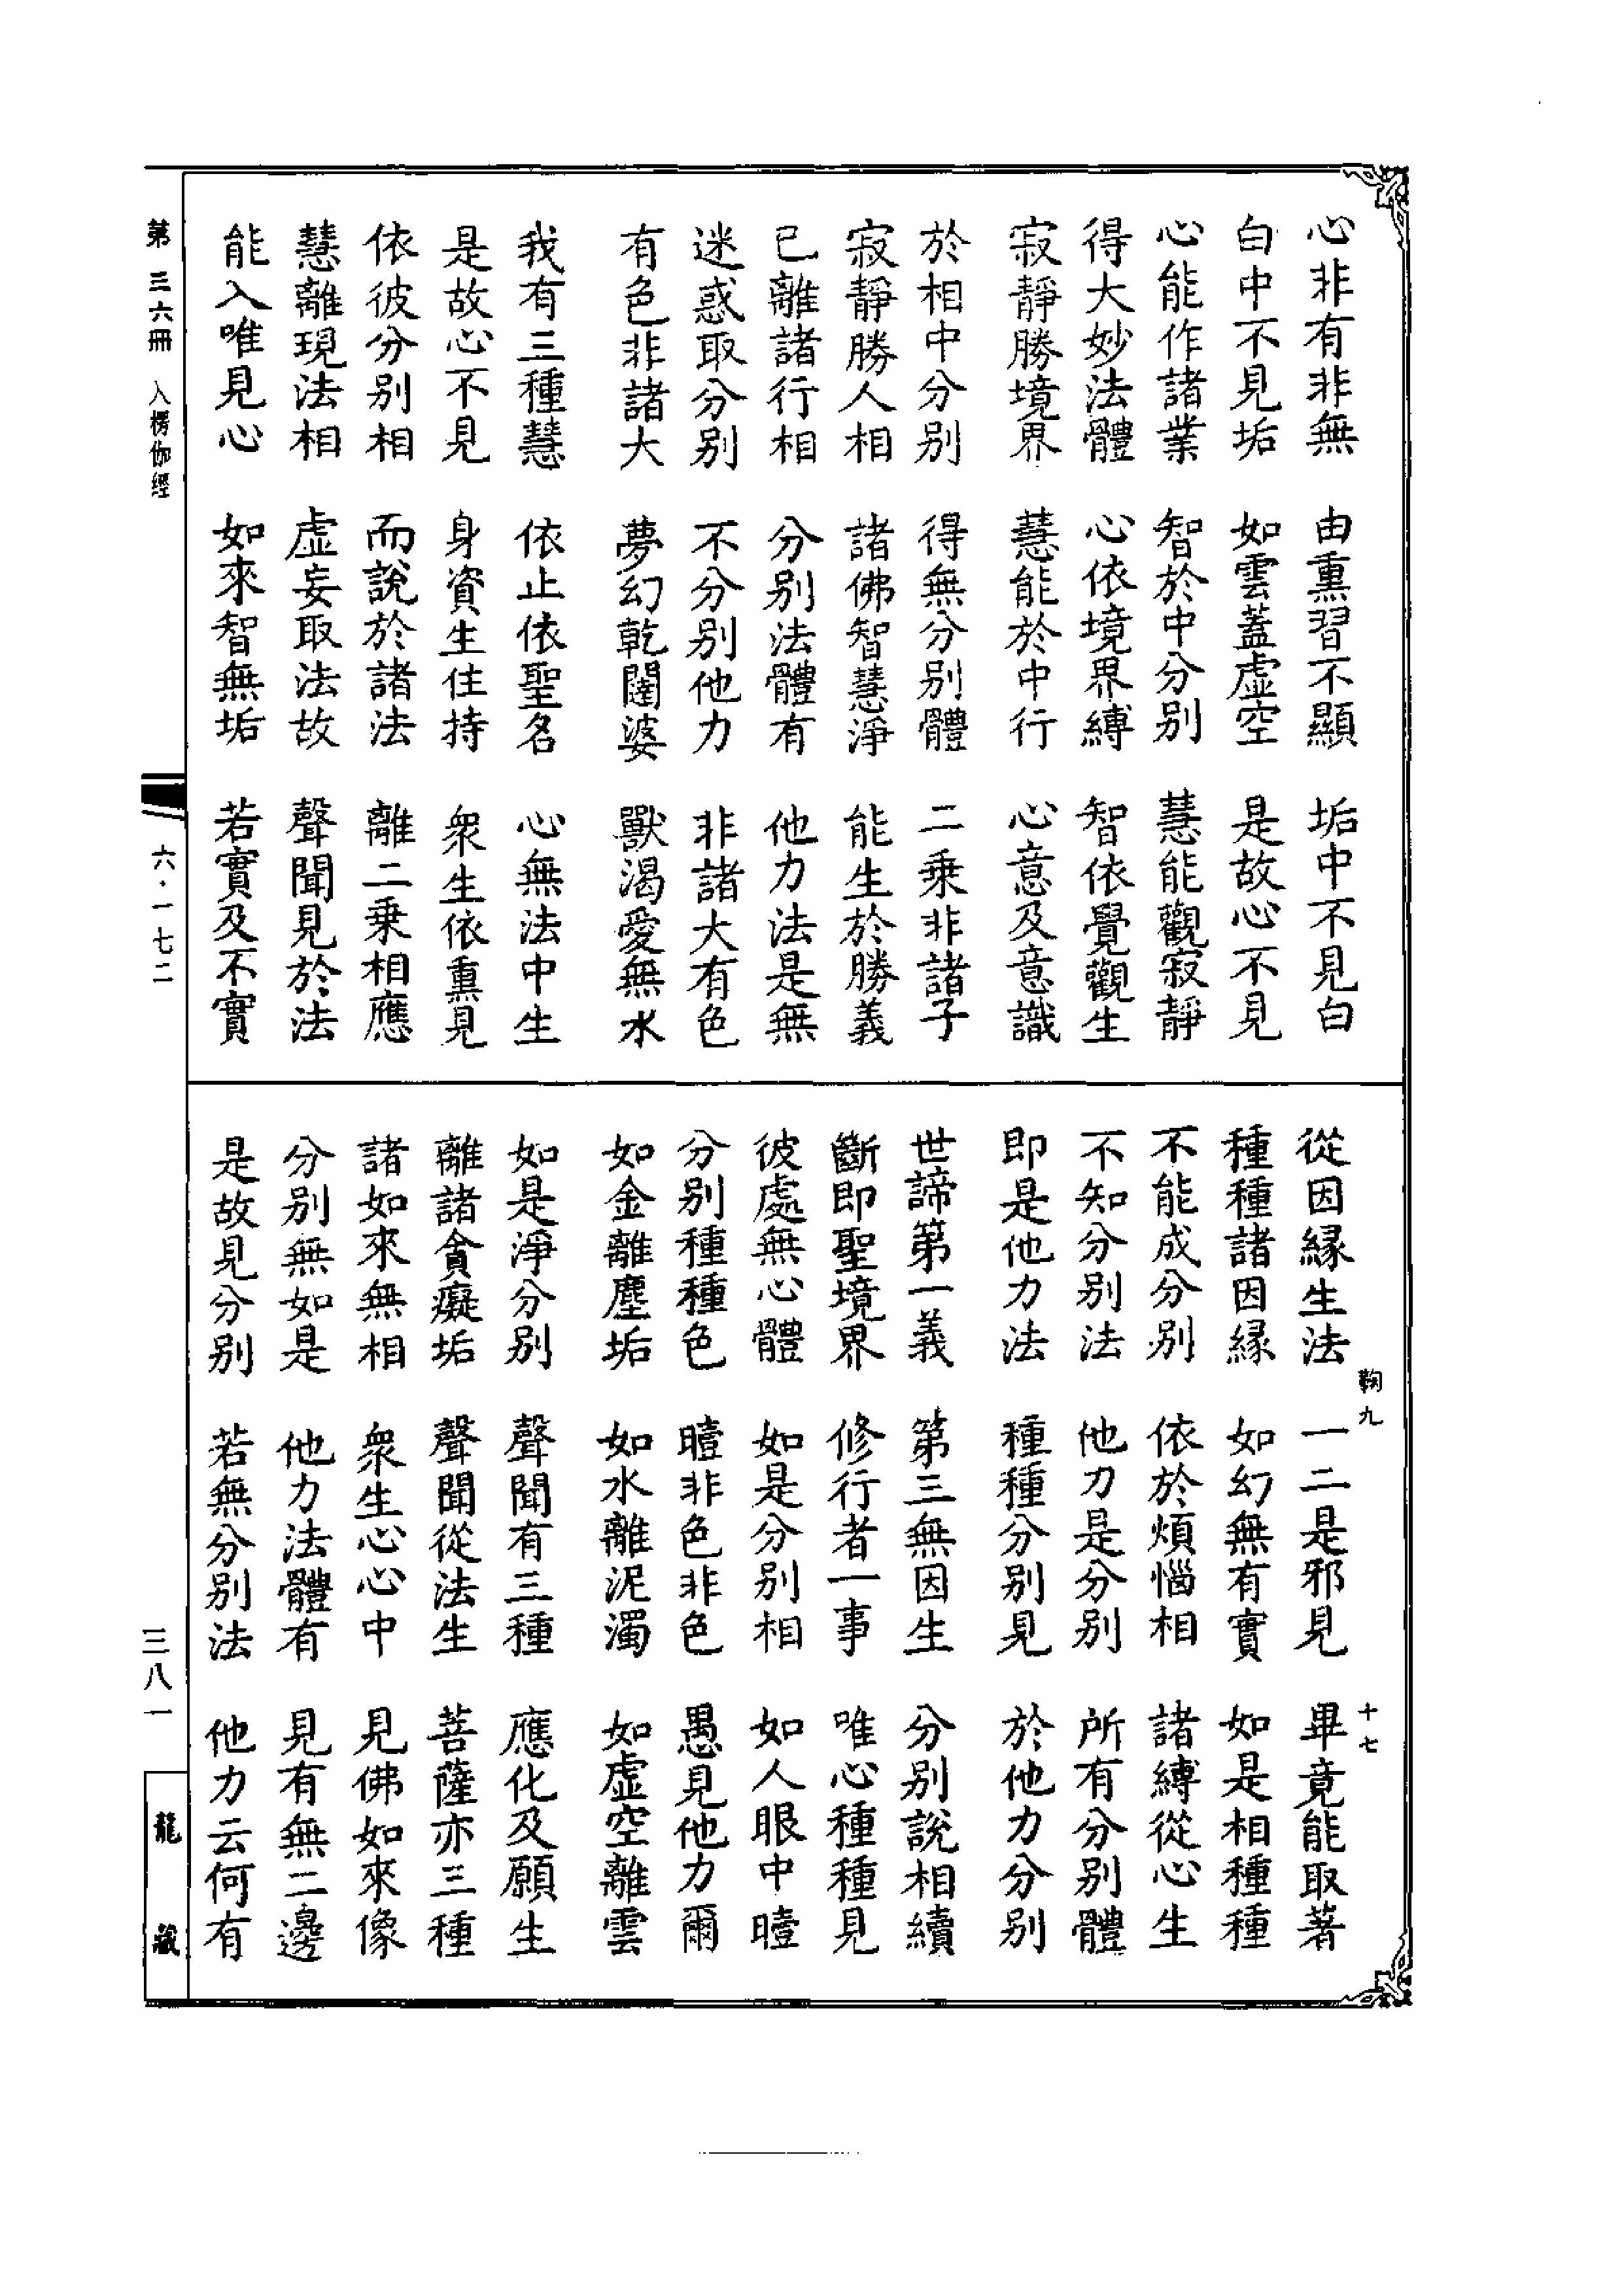 心非有非無　由熏習不顯　垢中不見白
白中不見垢　如雲蓋虛空　是故心不見
心能作諸業　智於中分別　慧能觀寂靜
得大妙法體　心依境界縛　智依覺觀生
寂靜勝境界　慧能於中行　心意及意識
於相中分別　得無分別體　二乘非諸子
寂靜勝人相　諸佛智慧淨　能生於勝義
已離諸行相　分別法體有　他力法是無
迷惑取分別　不分別他力　非諸大有色
有色非諸大　夢幻乾闥婆　獸渴愛無水
我有三種慧　依止依聖名　心無法中生
是故心不見　身資生住持　衆生依熏見
依彼分別相　而說於諸法　離二乘相應
慧離現法相　虛妄取法故　聲聞見於法
能入唯見心　如來智無垢　若實及不實
從因緣生法　一二是邪見　畢竟能取著
種種諸因緣　如幻無有實　如是相種種
不能成分別　依於煩惱相　諸縛從心生
不知分別法　他力是分別　所有分別體
即是他力法　種種分別見　於他力分別
世諦第一義　第三無因生　分別說相續
斷即聖境界　修行者一事　唯心種種見
彼處無心體　如是分別相　如人眼中曀
分別種種色　曀非色非色　愚見他力爾
如金離塵垢　如水離泥濁　如虛空離雲
如是淨分別　聲聞有三種　應化及願生
離諸貪癡垢　聲聞從法生　菩薩亦三種
諸如來無相　衆生心心中　見佛如來像
分別無如是　他力法體有　見有無二邊
是故見分別　若無分別法　他力云何有
鞠九　十七
第三六冊　入楞伽經
六·一七二
三八一
龍藏